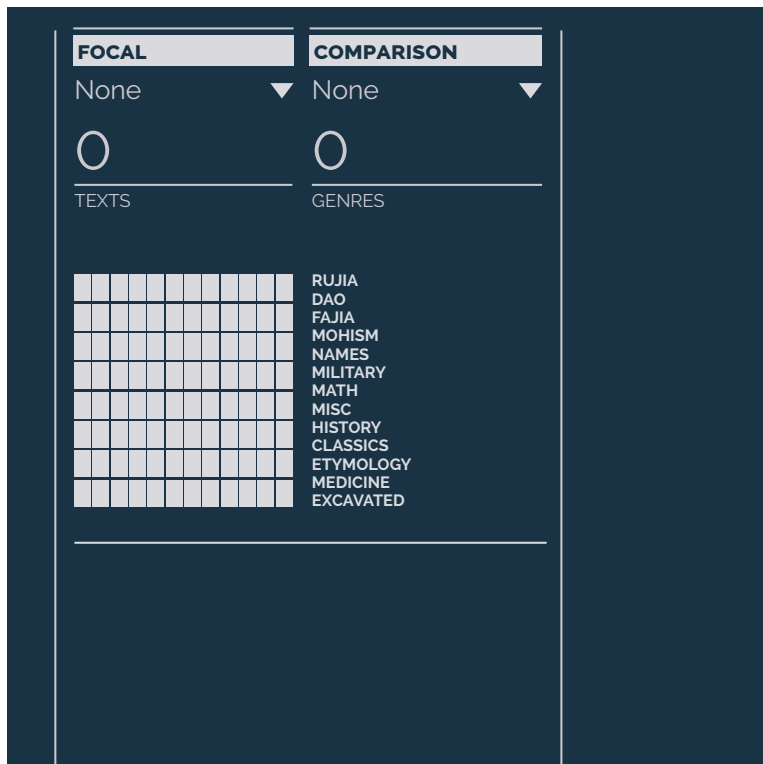 FOCAL
COMPARISON
None
None
0
0
TEXTS
GENRES
RUJIA
DAO
FAJIA
MOHISM
NAMES
MILITARY
MATH
MISC
HISTORY
CLASSICS
ETYMOLOGY
MEDICINE
EXCAVATED